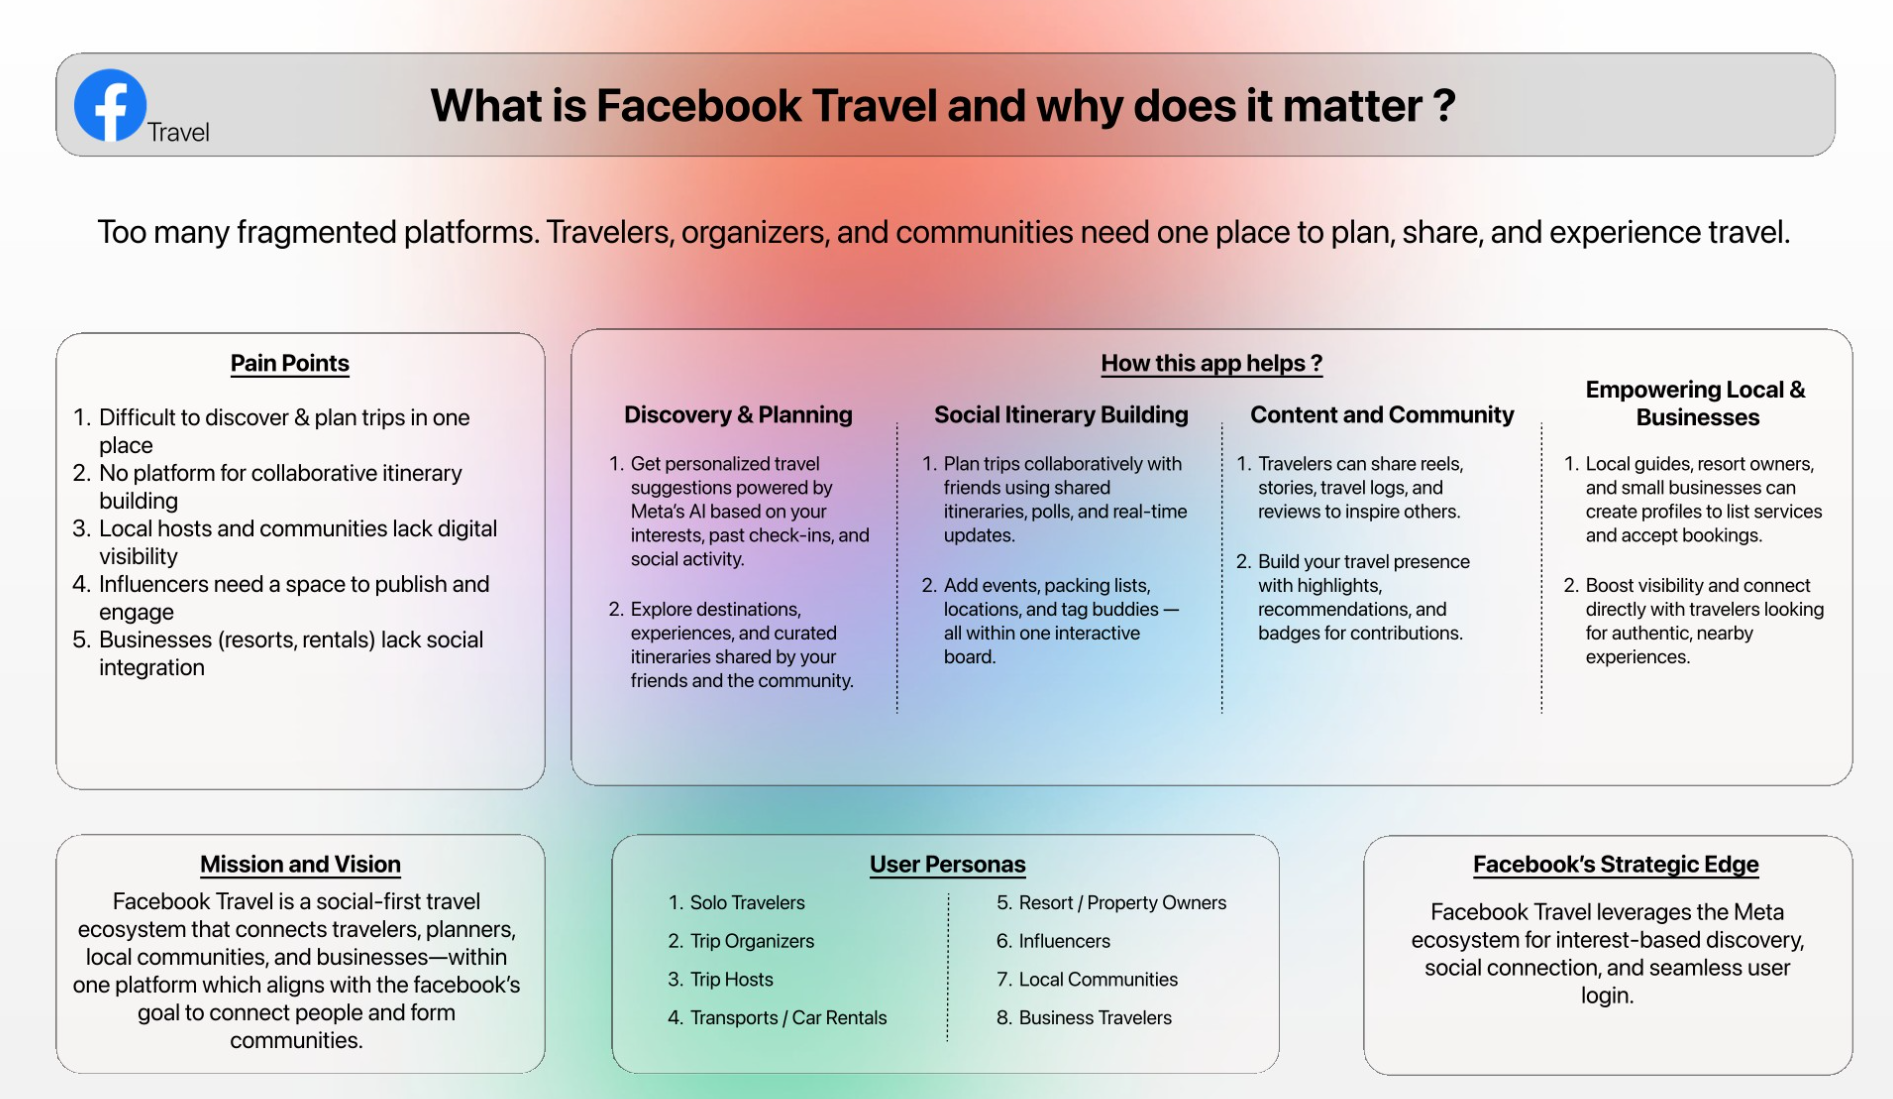 Travel
What is Facebook Travel and why does it matter ?
Too many fragmented platforms. Travelers, organizers, and communities need one place to plan, share, and experience travel.
Pain Points
1. Difficult to discover & plan trips in one
place
2. No platform for collaborative itinerary
building
3. Local hosts and communities lack digital
visibility
4. Influencers need a space to publish and
engage
5. Businesses (resorts, rentals) lack social
integration
How this app helps ?
Discovery & Planning
1. Get personalized travel
suggestions powered by
Meta's AI based on your
interests, past check-ins, and
social activity.
2. Explore destinations,
experiences, and curated
itineraries shared by your
friends and the community.
Social Itinerary Building
1. Plan trips collaboratively with
friends using shared
itineraries, polls, and real-time
updates.
2. Add events, packing lists,
locations, and tag buddies —
all within one interactive
board.
Content and Community
1. Travelers can share reels,
stories, travel logs, and
reviews to inspire others.
2. Build your travel presence
with highlights,
recommendations, and
badges for contributions.
Empowering Local &
Businesses
1. Local guides, resort owners,
and small businesses can
create profiles to list services
and accept bookings.
2. Boost visibility and connect
directly with travelers looking
for authentic, nearby
experiences.
Mission and Vision
Facebook Travel is a social-first travel
ecosystem that connects travelers, planners,
local communities, and businesses—within
one platform which aligns with the facebook's
goal to connect people and form
communities.
User Personas
1. Solo Travelers
2. Trip Organizers
3. Trip Hosts
4. Transports / Car Rentals
5. Resort / Property Owners
6. Influencers
7. Local Communities
8. Business Travelers
Facebook's Strategic Edge
Facebook Travel leverages the Meta
ecosystem for interest-based discovery,
social connection, and seamless user
login.